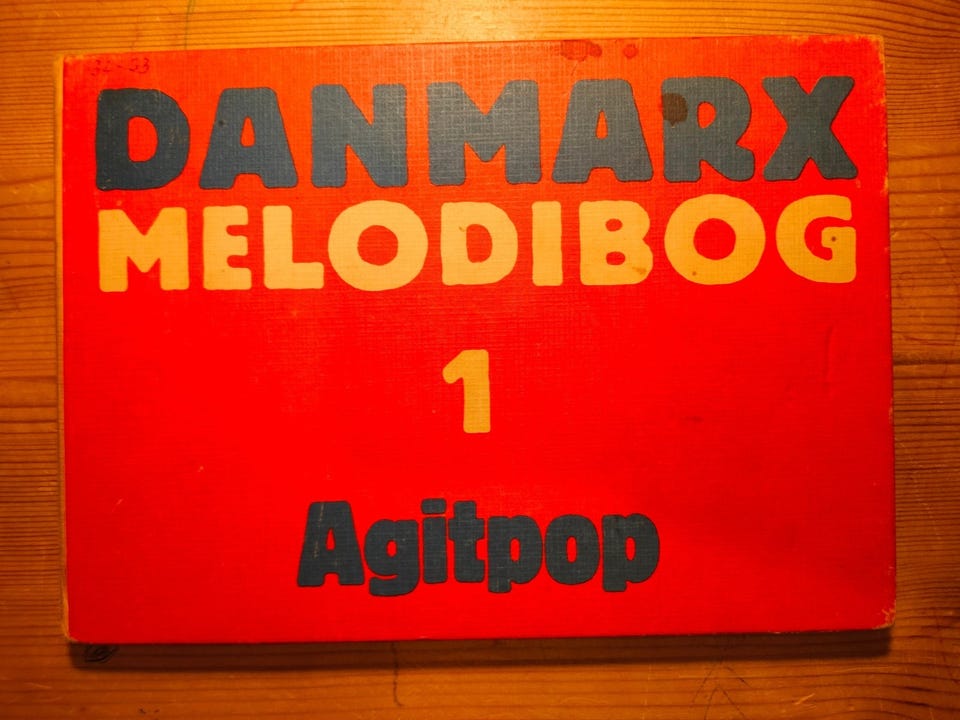 DANMARX
MELODIBOG
1
Agitpop